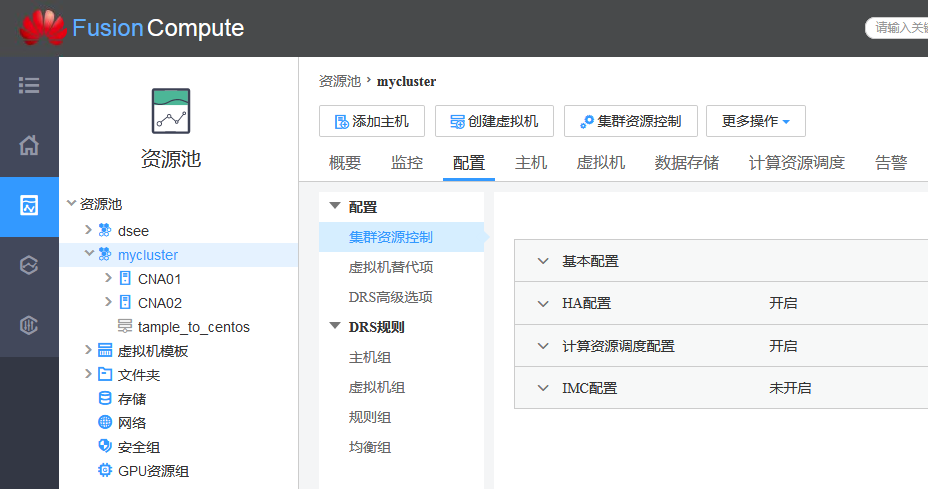 FusionCompute
请输入关键
资源池
资源池
dsee
mycluster
CNA01
CNA02
tample_to_centos
虚拟机模板
文件夹
存储
网络
安全组
GPU资源组
资源池 > mycluster
添加主机 创建虚拟机 集群资源控制 更多操作
概要 监控 配置 主机 虚拟机 数据存储 计算资源调度 告警
配置
集群资源控制
虚拟机替代项
DRS高级选项
DRS规则
主机组
虚拟机组
规则组
均衡组
基本配置
HA配置 开启
计算资源调度配置 开启
IMC配置 未开启